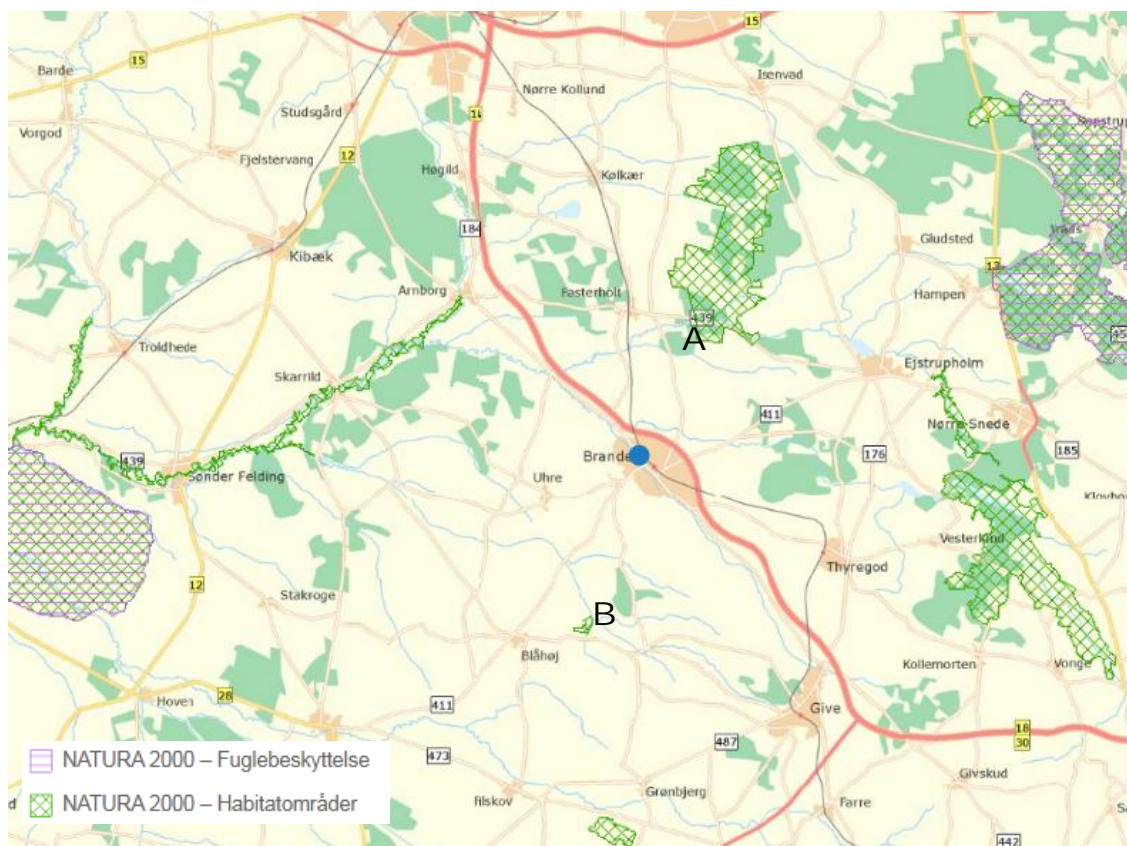 15
Isenvad
15
Barde
Nørre Kollund
Studsgård
Vorgod
12
Fjelstervang
Høgild
Kølkær
184
Gludsted
Kibæk
13
Hampen
Arnborg
Fasterholt
439
A
Troldhede
Ejstrupholm
Skarrild
411
Nørre Snede
176
185
Brande
439
Sønder Felding
Uhre
Vesterlund
Thyregod
12
Stakroge
B
Blåhøj
Kollemorten
Vonge
Hoven
28
411
Give
18
30
487
473
NATURA 2000 – Fuglebeskyttelse
Givskud
Filskov
Grønbjerg
Farre
NATURA 2000 – Habitatområder
442